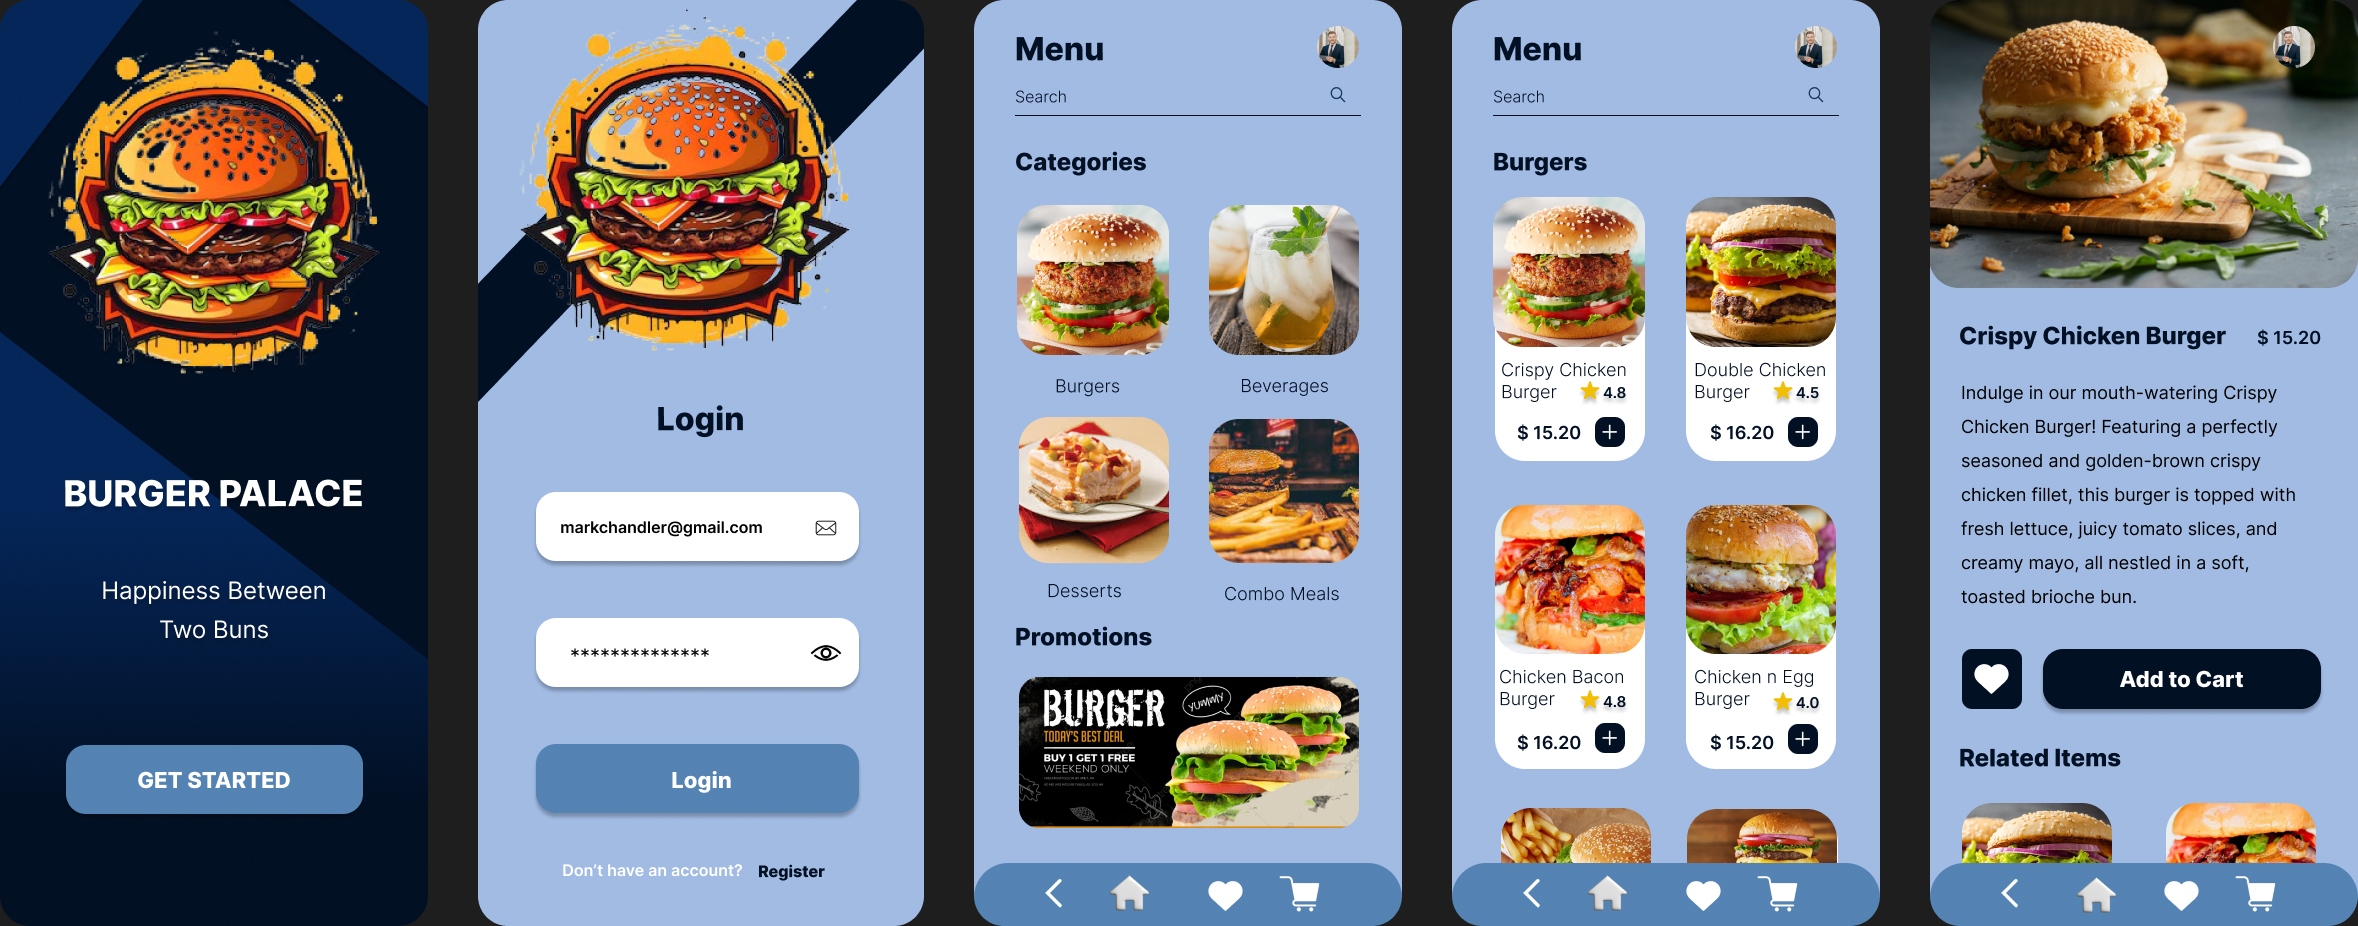 BURGER PALACE
Happiness Between
Two Buns
GET STARTED
Login
markchandler@gmail.com
**************
Login
Don't have an account? Register
Menu
Search
Categories
Burgers
Beverages
Desserts
Combo Meals
Promotions
BURGER
YUMMY
TODAY'S BEST DEAL
BUY 1 GET 1 FREE
WEEKEND ONLY
Menu
Search
Burgers
Crispy Chicken
Burger 4.8
$ 15.20
Double Chicken
Burger 4.5
$ 16.20
Chicken Bacon
Burger 4.8
$ 16.20
Chicken n Egg
Burger 4.0
$ 15.20
Crispy Chicken Burger $ 15.20
Indulge in our mouth-watering Crispy
Chicken Burger! Featuring a perfectly
seasoned and golden-brown crispy
chicken fillet, this burger is topped with
fresh lettuce, juicy tomato slices, and
creamy mayo, all nestled in a soft,
toasted brioche bun.
Add to Cart
Related Items